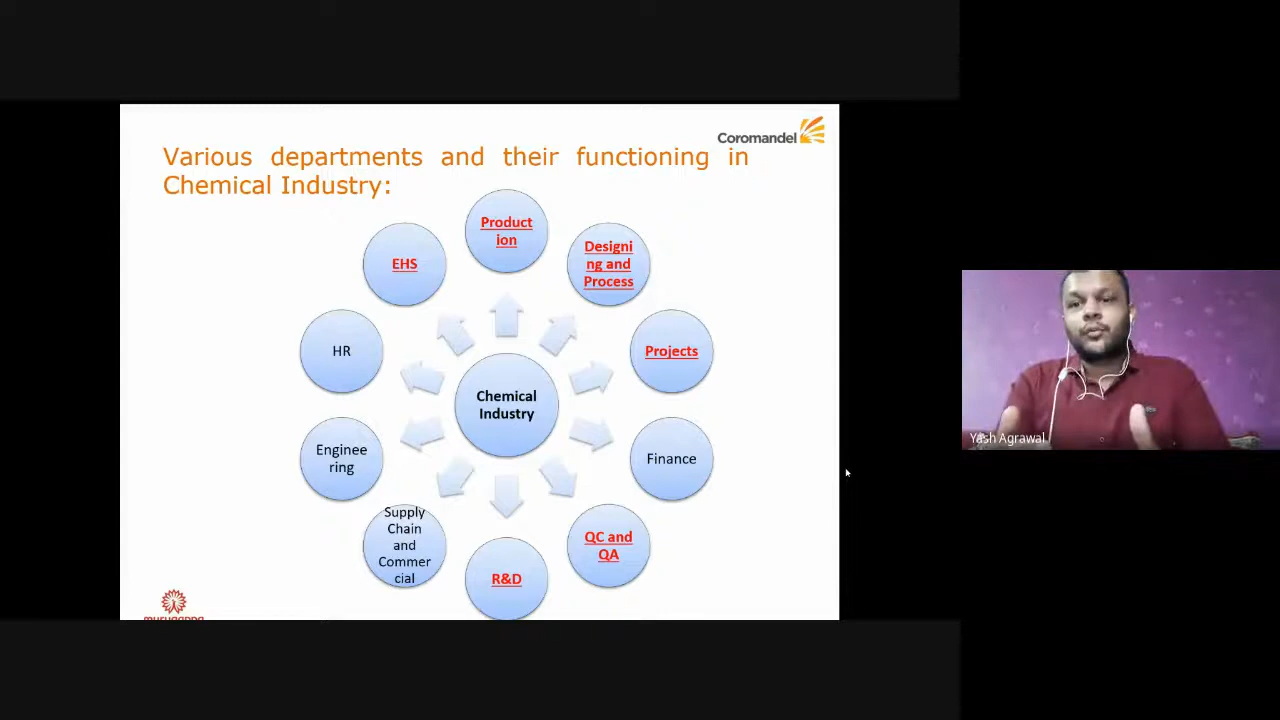 Coromandel
Various departments and their functioning in
Chemical Industry:
Product
ion
Designi
ng and
Process
EHS
Projects
HR
Chemical
Industry
Enginee
ring
Finance
Supply
Chain
and
Commer
cial
QC and
QA
R&D
murugappa
Yash Agrawal